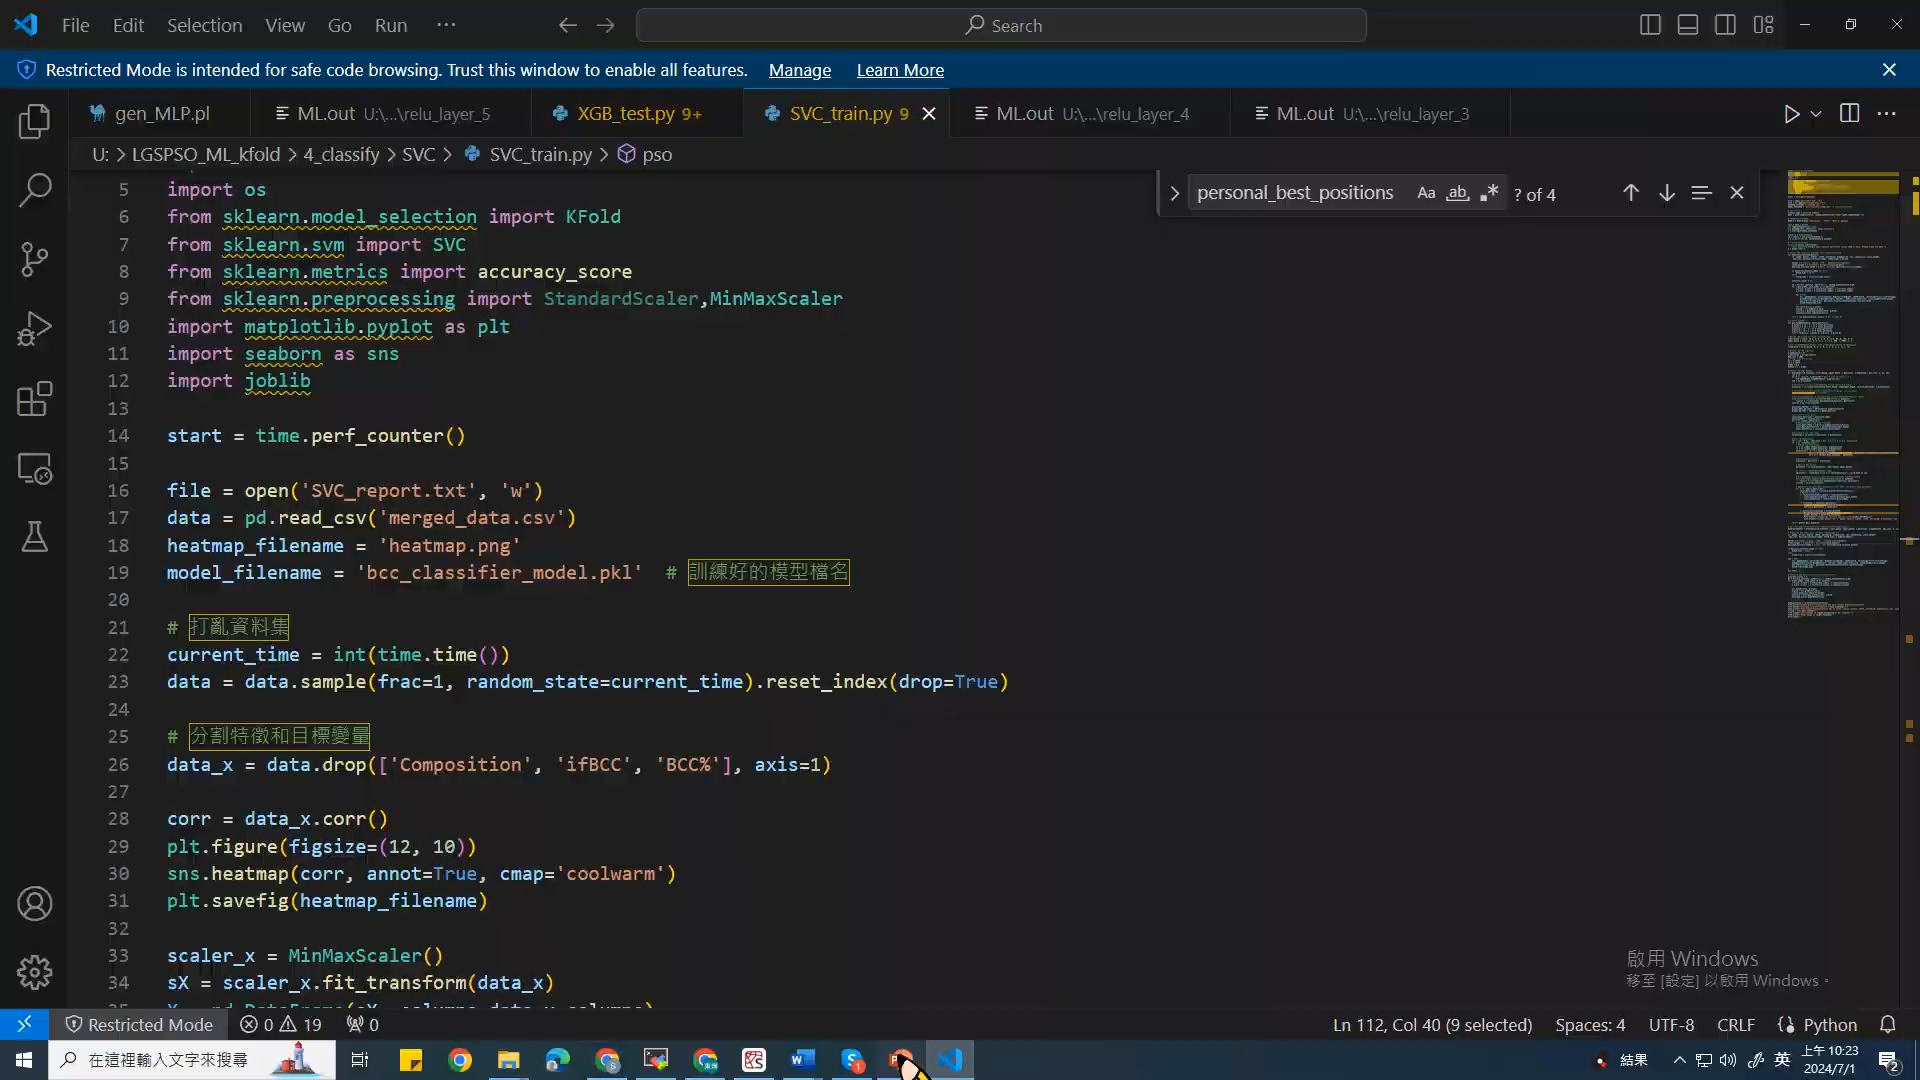 File Edit Selection View Go Run ··· Search
Restricted Mode is intended for safe code browsing. Trust this window to enable all features. Manage Learn More
gen_MLP.pl ML.out U:\...\relu_layer_5 XGB_test.py 9+ SVC_train.py 9 ML.out U:\...\relu_layer_4 ML.out U:\...\relu_layer_3
U: > LGSPSO_ML_kfold > 4_classify > SVC > SVC_train.py > pso
personal_best_positions Aa ab .* ? of 4
5 import os
6 from sklearn.model_selection import KFold
7 from sklearn.svm import SVC
8 from sklearn.metrics import accuracy_score
9 from sklearn.preprocessing import StandardScaler,MinMaxScaler
10 import matplotlib.pyplot as plt
11 import seaborn as sns
12 import joblib
13
14 start = time.perf_counter()
15
16 file = open('SVC_report.txt', 'w')
17 data = pd.read_csv('merged_data.csv')
18 heatmap_filename = 'heatmap.png'
19 model_filename = 'bcc_classifier_model.pkl'  # 訓練好的模型檔名
20
21 # 打亂資料集
22 current_time = int(time.time())
23 data = data.sample(frac=1, random_state=current_time).reset_index(drop=True)
24
25 # 分割特徵和目標變量
26 data_x = data.drop(['Composition', 'ifBCC', 'BCC%'], axis=1)
27
28 corr = data_x.corr()
29 plt.figure(figsize=(12, 10))
30 sns.heatmap(corr, annot=True, cmap='coolwarm')
31 plt.savefig(heatmap_filename)
32
33 scaler_x = MinMaxScaler()
34 sX = scaler_x.fit_transform(data_x)
啟用 Windows
移至 [設定] 以啟用 Windows。
Restricted Mode 0 19 0 Ln 112, Col 40 (9 selected) Spaces: 4 UTF-8 CRLF Python
在這裡輸入文字來搜尋 結果 英 上午 10:23
2024/7/1 2